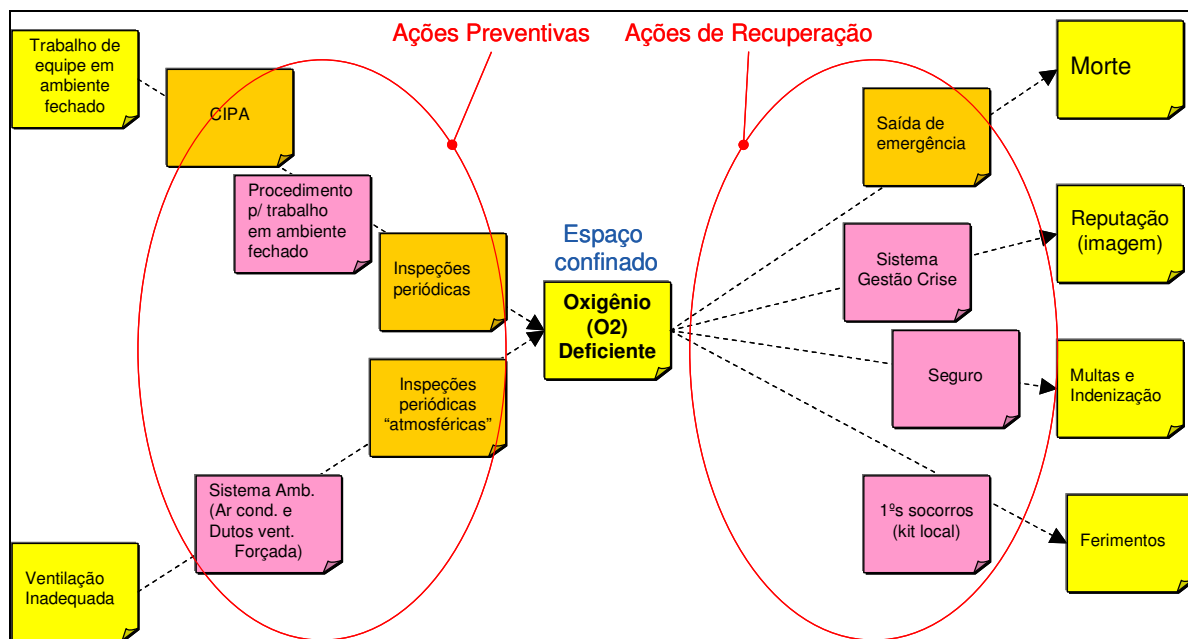 Ações Preventivas
Ações de Recuperação
Trabalho de
equipe em
ambiente
fechado
CIPA
Procedimento
p/ trabalho
em ambiente
fechado
Inspeções
periódicas
Inspeções
periódicas
“atmosféricas”
Sistema Amb.
(Ar cond. e
Dutos vent.
Forçada)
Ventilação
Inadequada
Espaço
confinado
Oxigênio
(O2)
Deficiente
Saída de
emergência
Sistema
Gestão Crise
Seguro
1ºs socorros
(kit local)
Morte
Reputação
(imagem)
Multas e
Indenização
Ferimentos